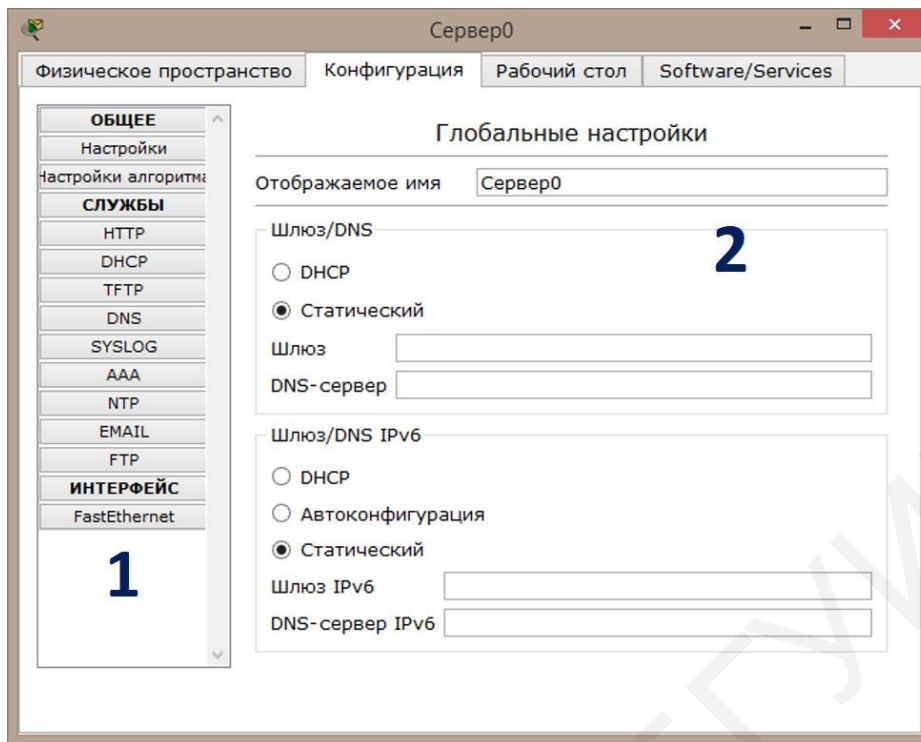 Сервер0
Физическое пространство Конфигурация Рабочий стол Software/Services
ОБЩЕЕ
Настройки
Настройки алгоритма
СЛУЖБЫ
HTTP
DHCP
TFTP
DNS
SYSLOG
AAA
NTP
EMAIL
FTP
ИНТЕРФЕЙС
FastEthernet
1
Глобальные настройки
Отображаемое имя Сервер0
Шлюз/DNS
2
DHCP
Статический
Шлюз
DNS-сервер
Шлюз/DNS IPv6
DHCP
Автоконфигурация
Статический
Шлюз IPv6
DNS-сервер IPv6